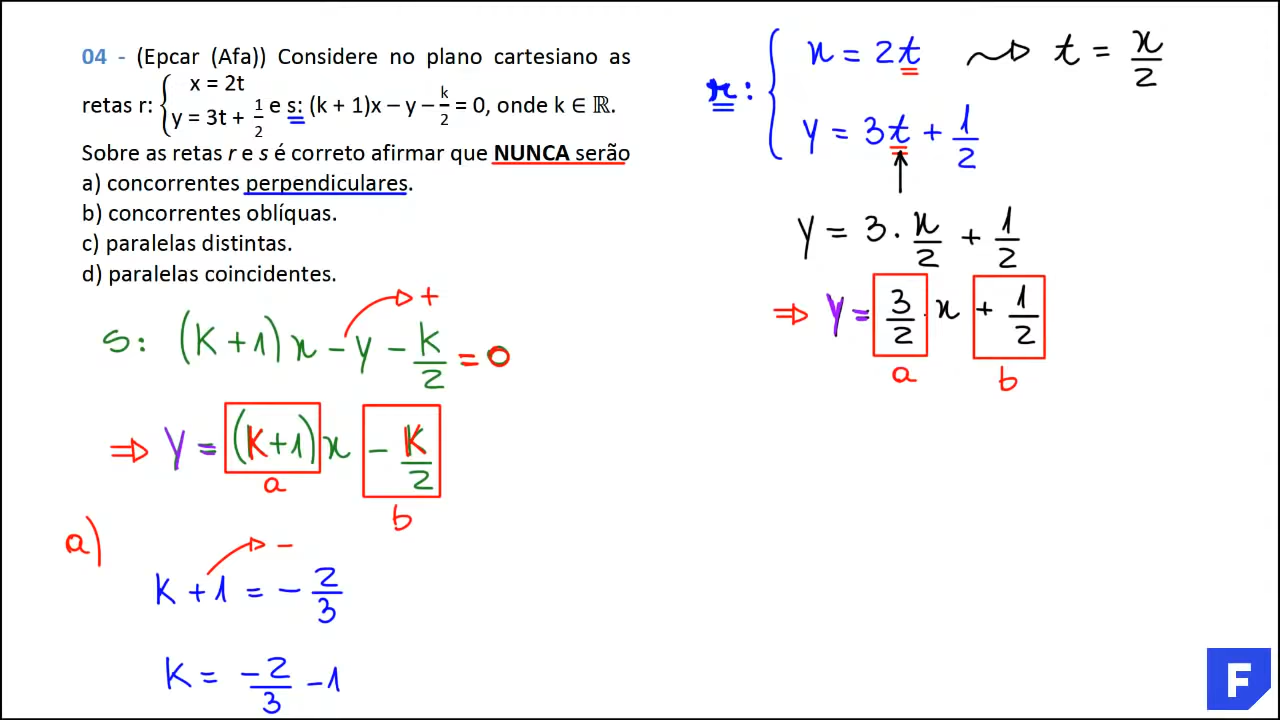 04 - (Epcar (Afa)) Considere no plano cartesiano as
retas r: { x = 2t
y = 3t + 1/2 e s: (k + 1)x – y – k/2 = 0, onde k ∈ ℝ.
Sobre as retas r e s é correto afirmar que NUNCA serão
a) concorrentes perpendiculares.
b) concorrentes oblíquas.
c) paralelas distintas.
d) paralelas coincidentes.
+
s: (k + 1) x – y – k/2 = 0
⇒ y = (k+1) x – k/2
a
b
a)
–
k + 1 = – 2/3
k = –2/3 – 1
r: { x = 2t ⇝ t = x/2
y = 3t + 1/2
↑
y = 3 · x/2 + 1/2
⇒ y = 3/2 · x + 1/2
a b
F